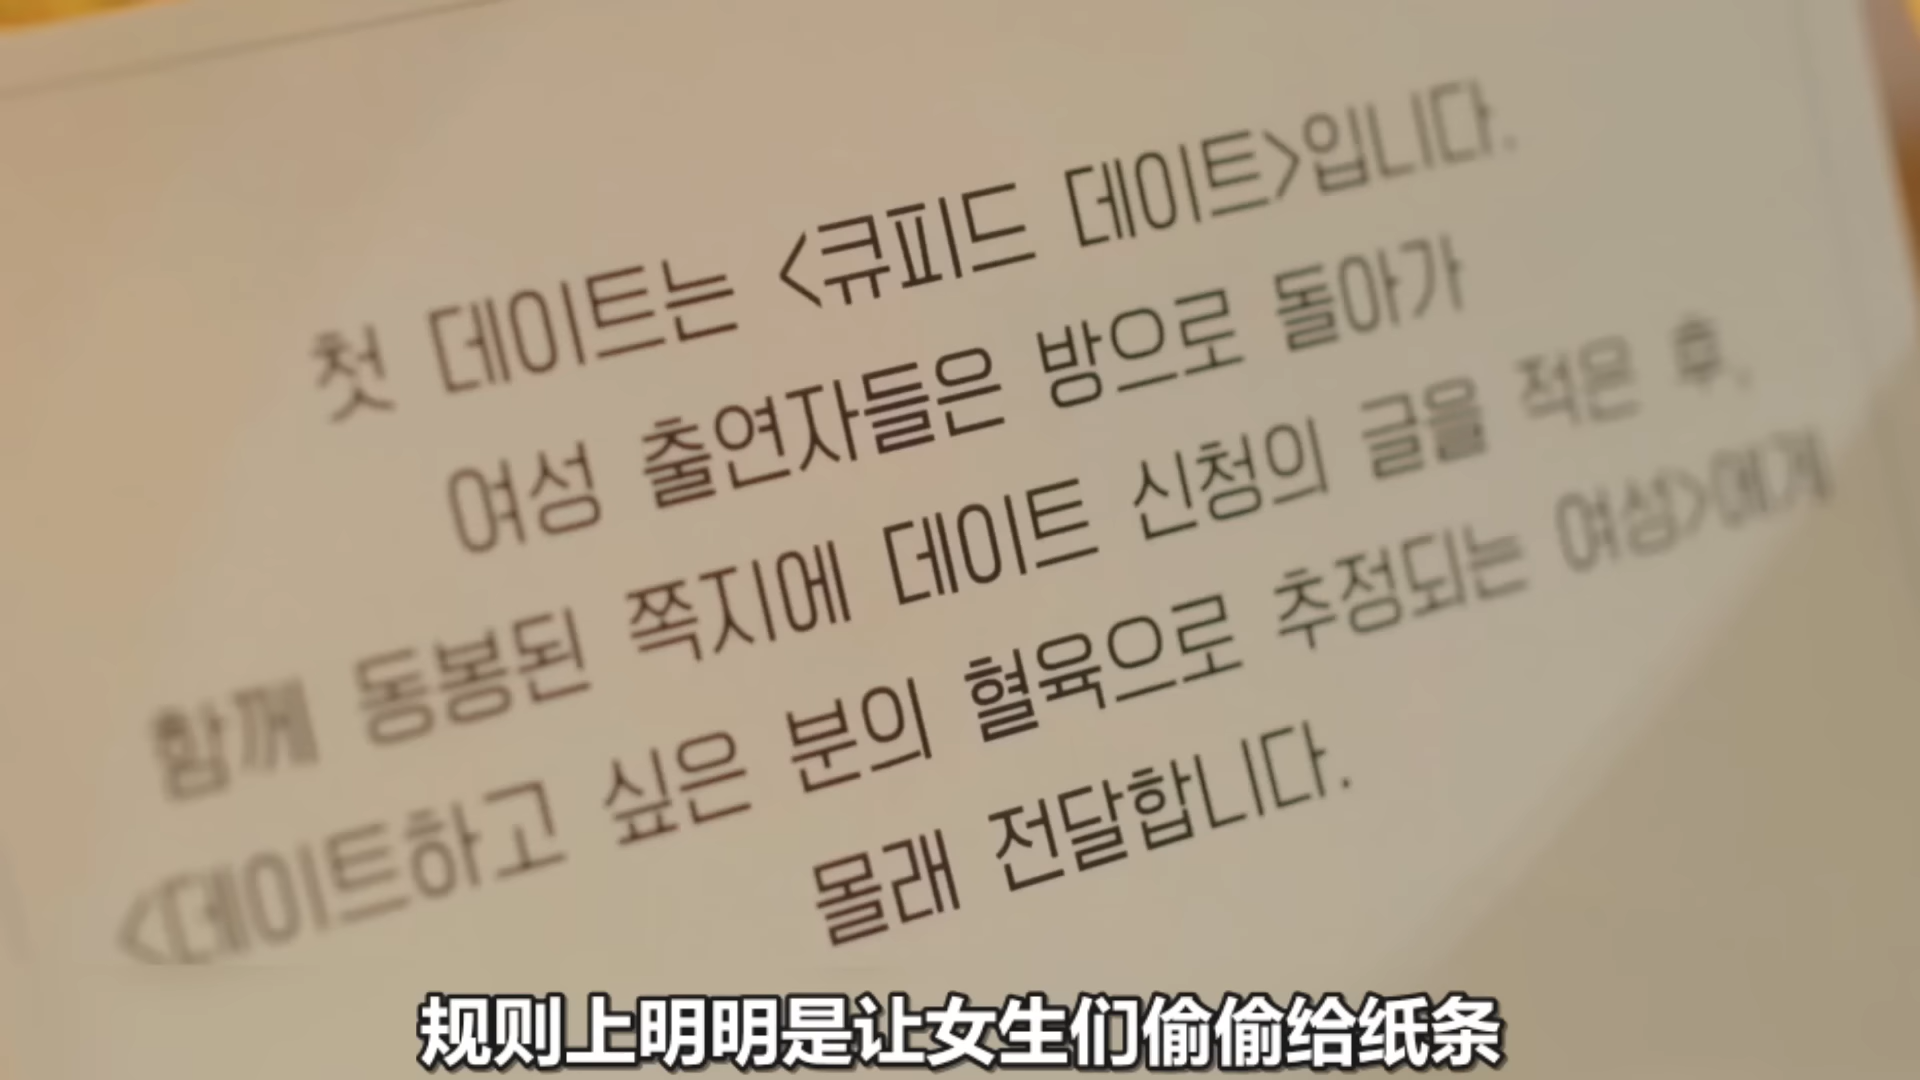 첫 데이트는 <큐피드 데이트>입니다.
여성 출연자들은 방으로 돌아가
함께 동봉된 쪽지에 데이트 신청의 글을 적은 후,
<데이트하고 싶은 분의 혈육으로 추정되는 여성>에게
몰래 전달합니다.
规则上明明是让女生们偷偷给纸条